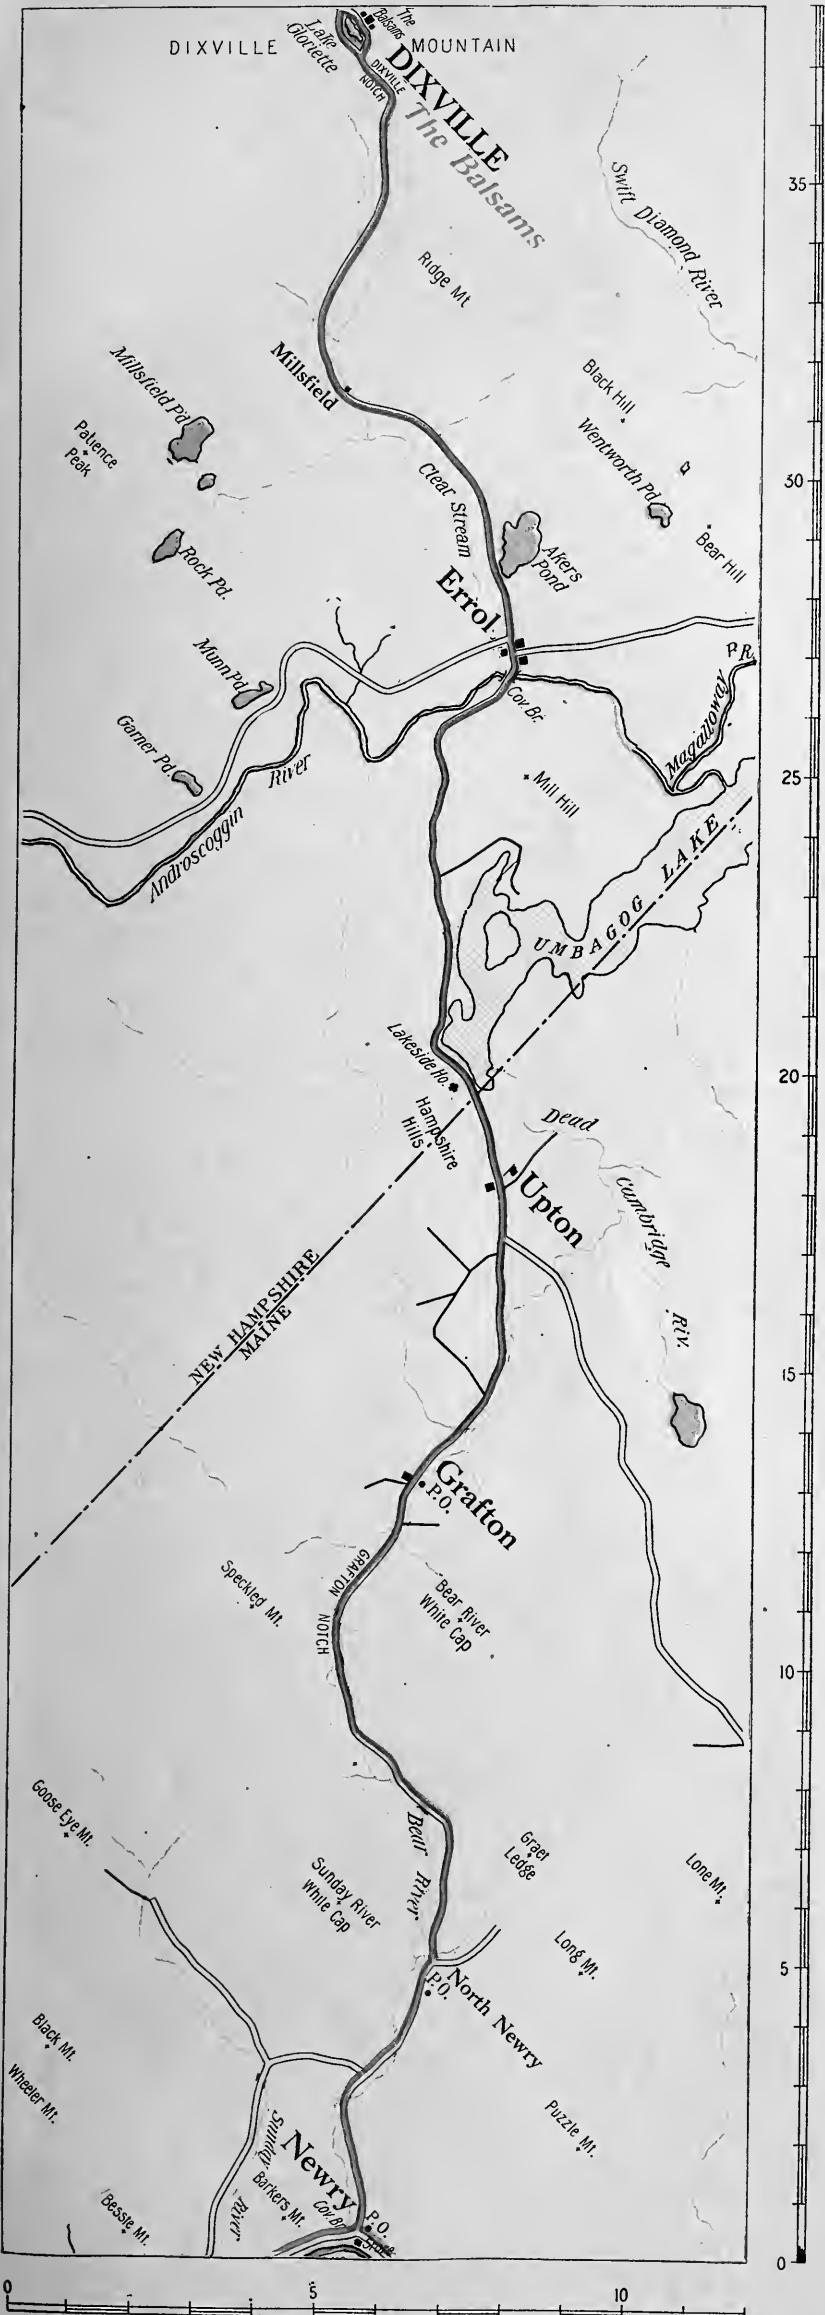 The
Balsams
Lake
Gloriette
DIXVILLE MOUNTAIN
DIXVILLE
NOTCH
DIXVILLE
The Balsams
Swift Diamond River
35
Ridge Mt
Millsfield
Millsfield Pd.
Black Hill
Patience
Peak
Wentworth Pd.
30
Clear Stream
Bear Hill
Rock Pd.
Akers
Pond
Errol
Munn Pd.
P R.
Cov. Br.
Magalloway
Garner Pd.
River
25
Mill Hill
Androscoggin
UMBAGOG LAKE
Lakeside Ho.
20
Hampshire
Hills
Dead
Cambridge
Riv.
Upton
NEW HAMPSHIRE
MAINE
15
Grafton
P.O.
GRAFTON
NOTCH
Speckled Mt.
Bear River
White Cap
10
Goose Eye Mt.
Bear River
Graet
Ledge
Sunday River
White Cap
Lone Mt.
Long Mt.
5
P.O.
North Newry
Black Mt.
Wheeler Mt.
Puzzle Mt.
Sunday
River
Newry
Barkers Mt.
Cov. Br.
P.O.
Store
Bessie Mt.
0
0 5 10